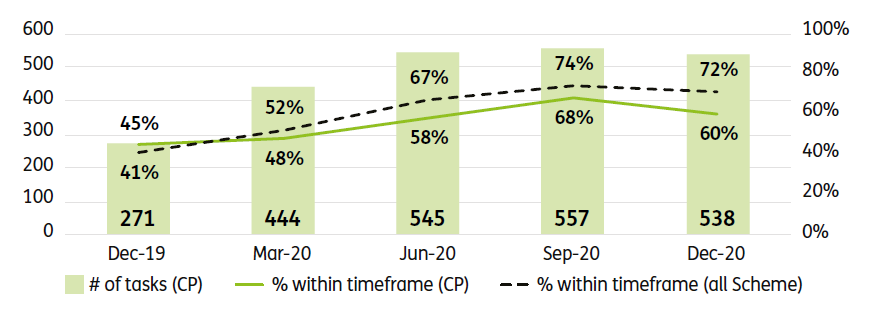 600 100%
500 74% 72% 80%
67%
400 52% 60%
45%
300 68%
58% 60% 40%
200 41% 48%
100 20%
271 444 545 557 538
0 0%
Dec-19 Mar-20 Jun-20 Sep-20 Dec-20
# of tasks (CP) % within timeframe (CP) % within timeframe (all Scheme)